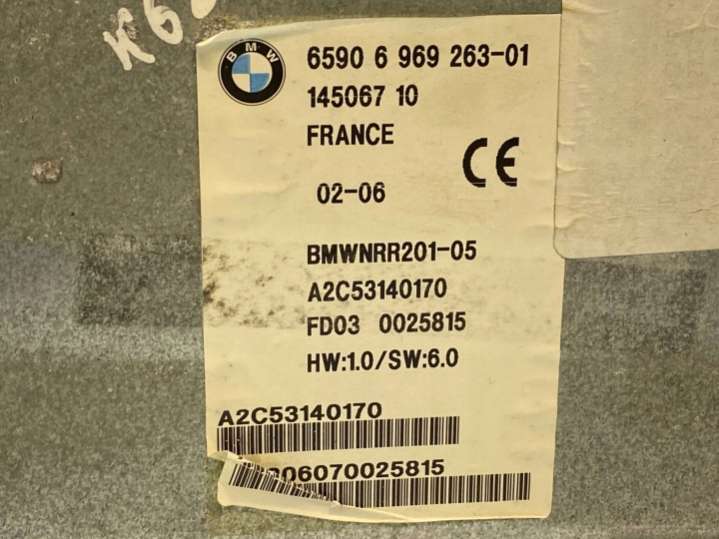 BMW
6590 6 969 263-01
145067 10
FRANCE
CE
02-06
BMWNRR201-05
A2C53140170
FD03 0025815
HW:1.0/SW:6.0
A2C53140170
06070025815